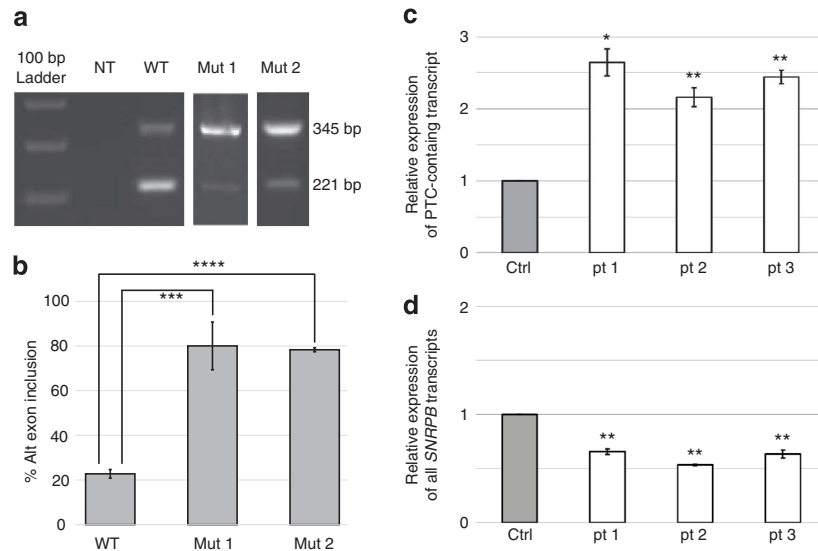 a
100 bp
Ladder
NT
WT
Mut 1
Mut 2
345 bp
221 bp
b
****
***
% Alt exon inclusion
100
80
60
40
20
0
WT
Mut 1
Mut 2
c
Relative expression
of PTC-containg transcript
3
2
1
0
*
**
**
Ctrl
pt 1
pt 2
pt 3
d
Relative expression
of all SNRPB transcripts
2
1
0
**
**
**
Ctrl
pt 1
pt 2
pt 3